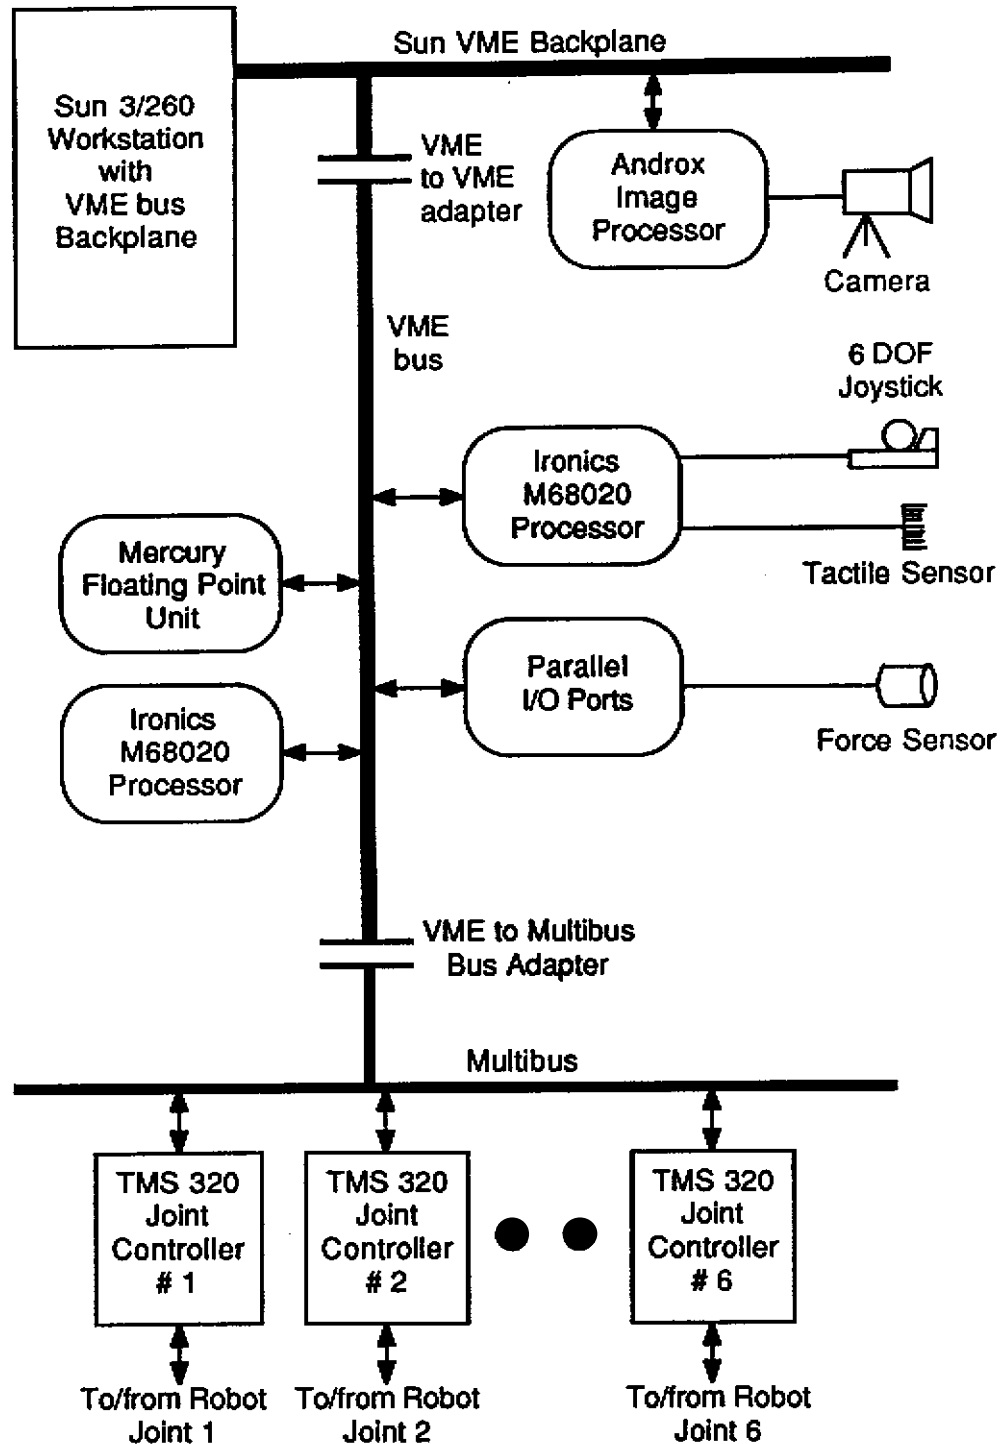 Sun VME Backplane
Sun 3/260
Workstation
with
VME bus
Backplane
VME
to VME
adapter
Androx
Image
Processor
Camera
VME
bus
6 DOF
Joystick
Ironics
M68020
Processor
Tactile Sensor
Mercury
Floating Point
Unit
Parallel
I/O Ports
Force Sensor
Ironics
M68020
Processor
VME to Multibus
Bus Adapter
Multibus
TMS 320
Joint
Controller
# 1
TMS 320
Joint
Controller
# 2
TMS 320
Joint
Controller
# 6
To/from Robot
Joint 1
To/from Robot
Joint 2
To/from Robot
Joint 6